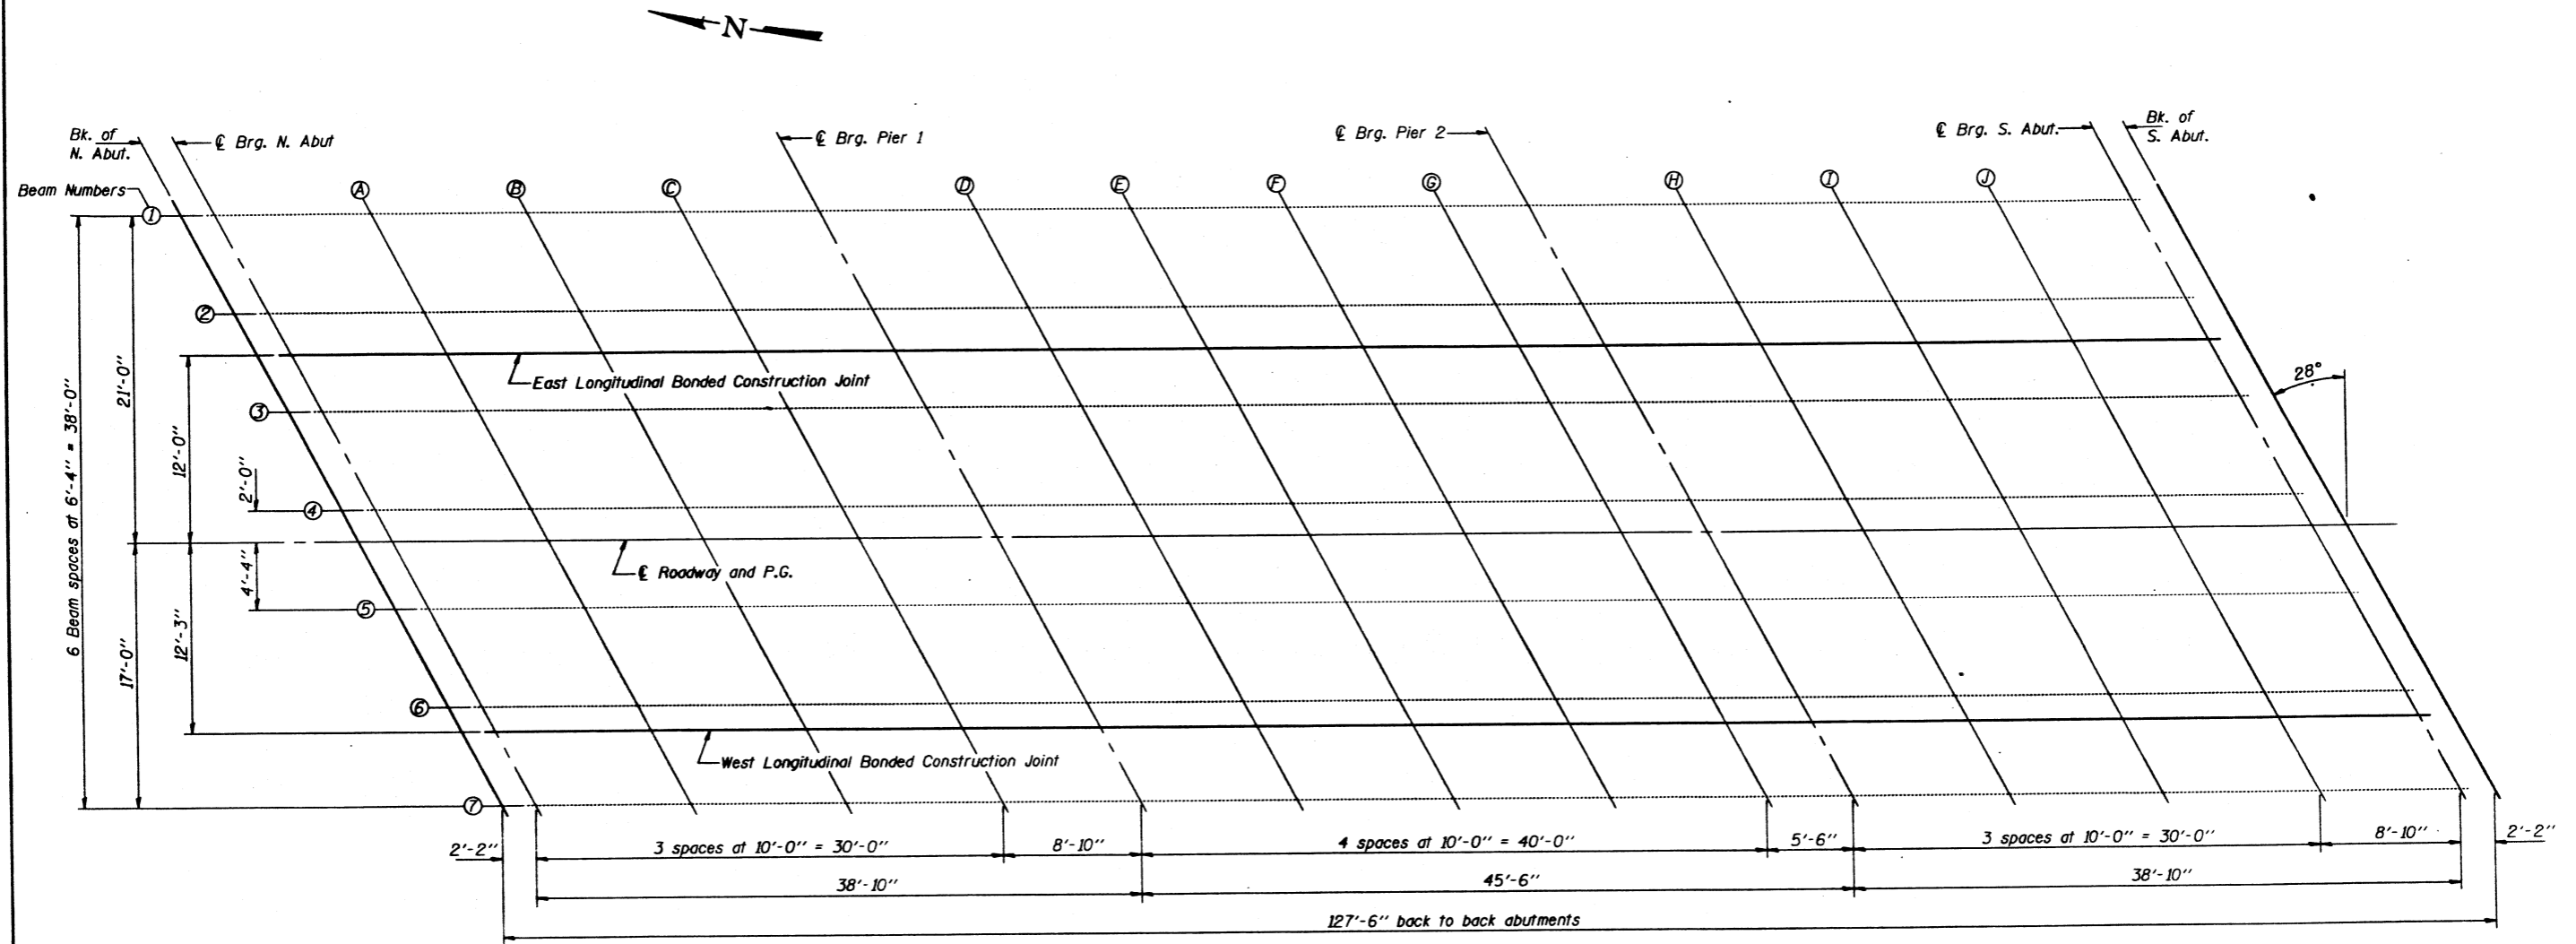 N
Bk. of
N. Abut.
℄ Brg. N. Abut
℄ Brg. Pier 1
℄ Brg. Pier 2
℄ Brg. S. Abut.
Bk. of
S. Abut.
Beam Numbers
A B C D E F G H I J
1
2
East Longitudinal Bonded Construction Joint
28°
3
6 Beam spaces at 6'-4" = 38'-0"
21'-0"
12'-0"
2'-0"
4
℄ Roadway and P.G.
4'-4"
5
17'-0"
12'-3"
6
West Longitudinal Bonded Construction Joint
7
2'-2" 3 spaces at 10'-0" = 30'-0" 8'-10" 4 spaces at 10'-0" = 40'-0" 5'-6" 3 spaces at 10'-0" = 30'-0" 8'-10" 2'-2"
38'-10" 45'-6" 38'-10"
127'-6" back to back abutments